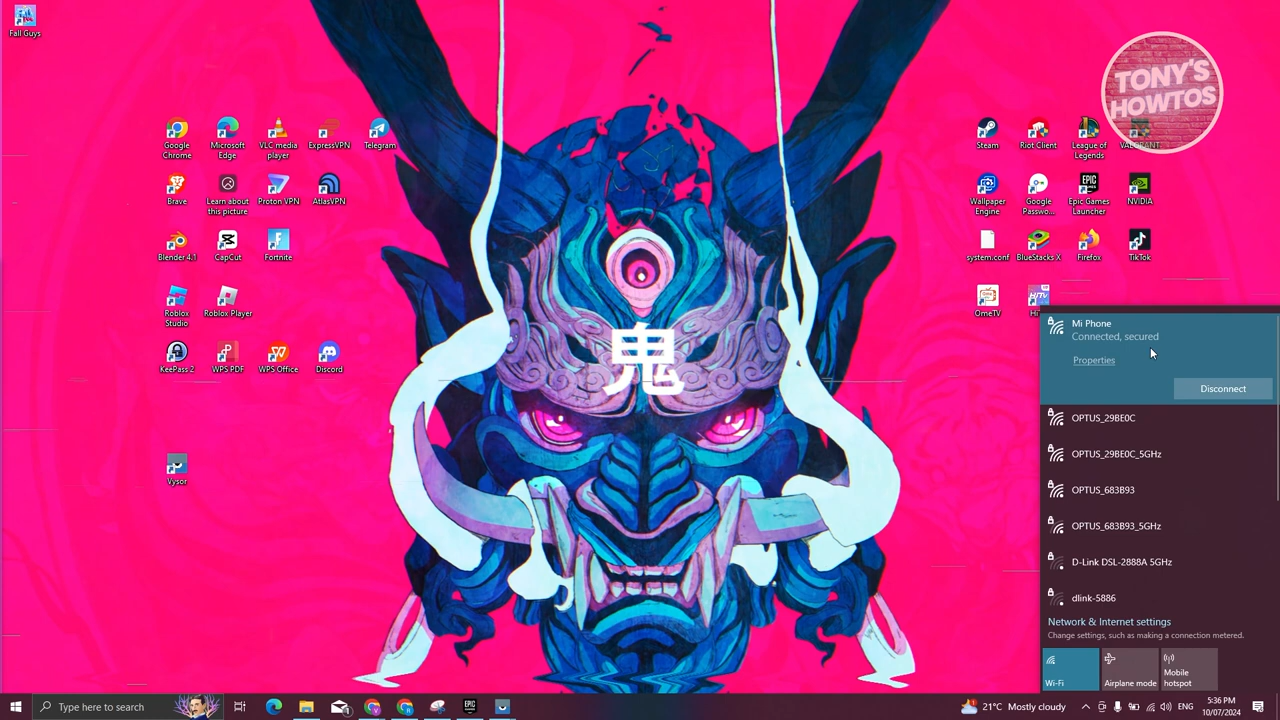 Fall Guys
TONY'S
HOWTOS
Google
Chrome
Microsoft
Edge
VLC media
player
ExpressVPN
Telegram
Steam
Riot Client
League of
Legends
VALORANT
Brave
Learn about
this picture
Proton VPN
AtlasVPN
Wallpaper
Engine
Google
Passwo...
Epic Games
Launcher
NVIDIA
Blender 4.1
CapCut
Fortnite
system.conf
BlueStacks X
Firefox
TikTok
Roblox
Studio
Roblox Player
OmeTV
鬼
KeePass 2
WPS PDF
WPS Office
Discord
Vysor
Mi Phone
Connected, secured
Properties
Disconnect
OPTUS_29BE0C
OPTUS_29BE0C_5GHz
OPTUS_683B93
OPTUS_683B93_5GHz
D-Link DSL-2888A 5GHz
dlink-5886
Network & Internet settings
Change settings, such as making a connection metered.
Wi-Fi
Airplane mode
Mobile
hotspot
Type here to search
21°C Mostly cloudy
ENG
5:36 PM
10/07/2024